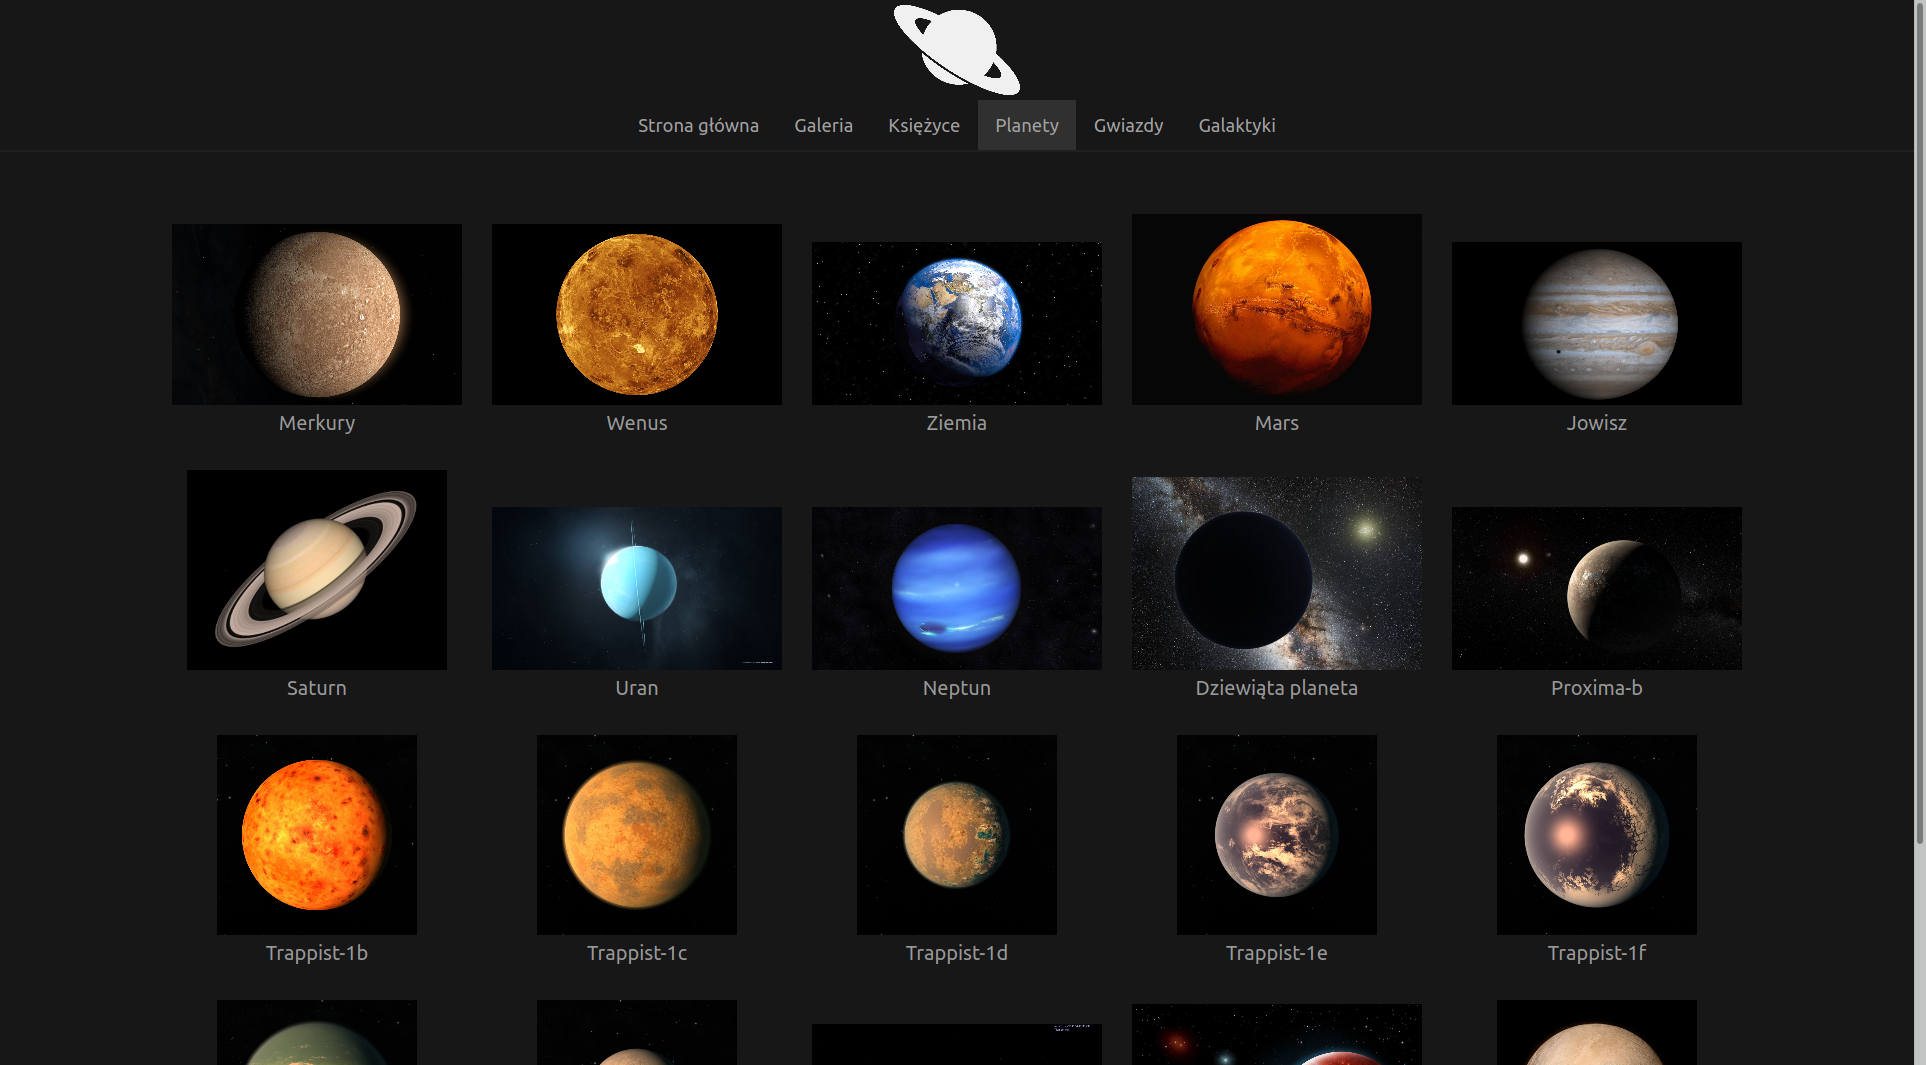 Strona główna Galeria Księżyce Planety Gwiazdy Galaktyki
Merkury Wenus Ziemia Mars Jowisz
Saturn Uran Neptun Dziewiąta planeta Proxima-b
Trappist-1b Trappist-1c Trappist-1d Trappist-1e Trappist-1f